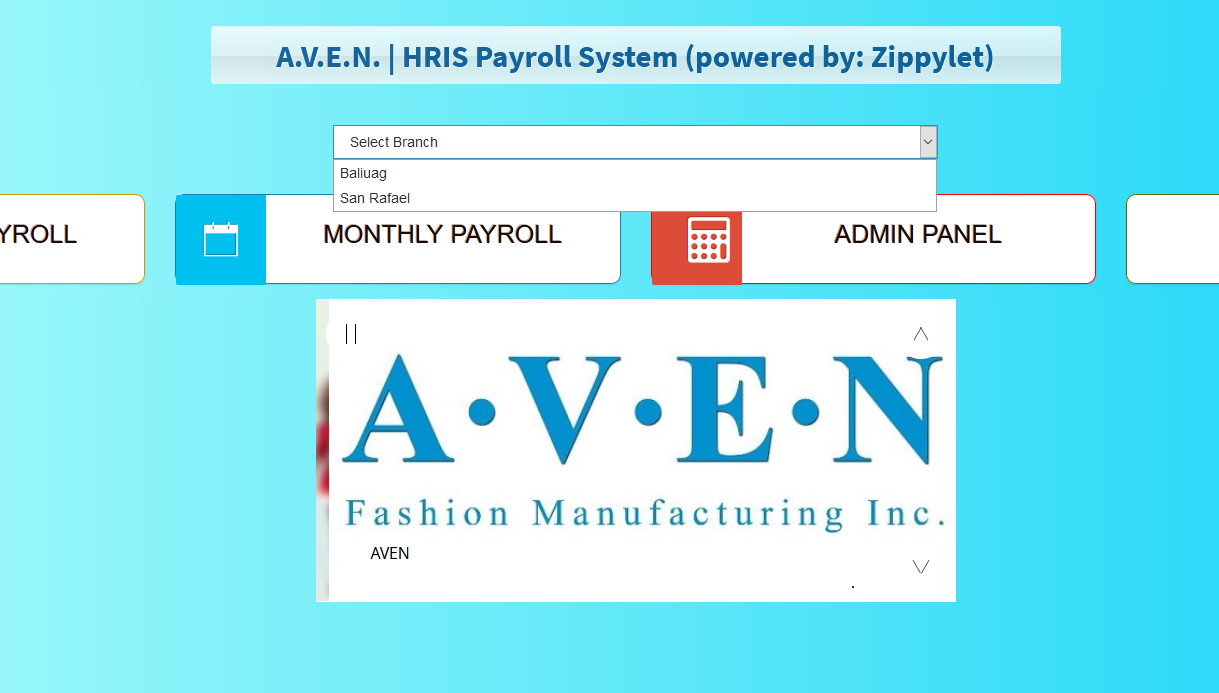 A.V.E.N. | HRIS Payroll System (powered by: Zippylet)
Select Branch
Baliuag
San Rafael
YROLL
MONTHLY PAYROLL
ADMIN PANEL
A•V•E•N
Fashion Manufacturing Inc.
AVEN